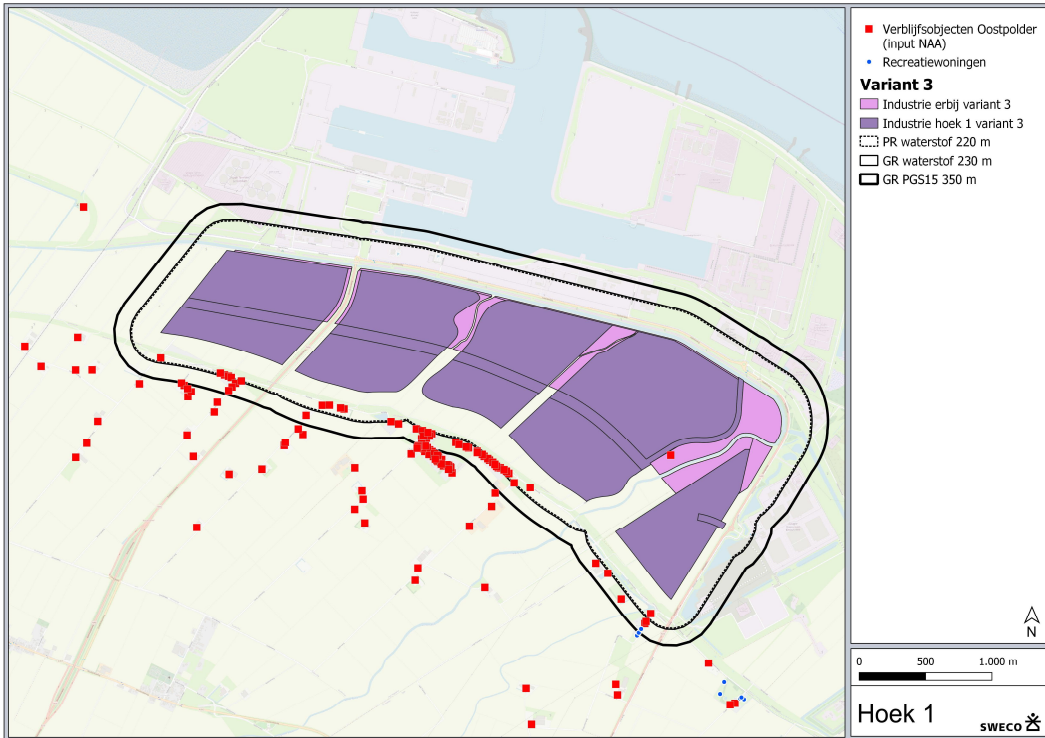 Verblijfsobjecten Oostpolder
(input NAA)
Recreatiewoningen
Variant 3
Industrie erbij variant 3
Industrie hoek 1 variant 3
PR waterstof 220 m
GR waterstof 230 m
GR PGS15 350 m
N
0 500 1.000 m
Hoek 1
SWECO